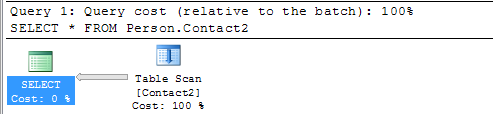 Query 1: Query cost (relative to the batch): 100%
SELECT * FROM Person.Contact2
SELECT
Cost: 0 %
Table Scan
[Contact2]
Cost: 100 %